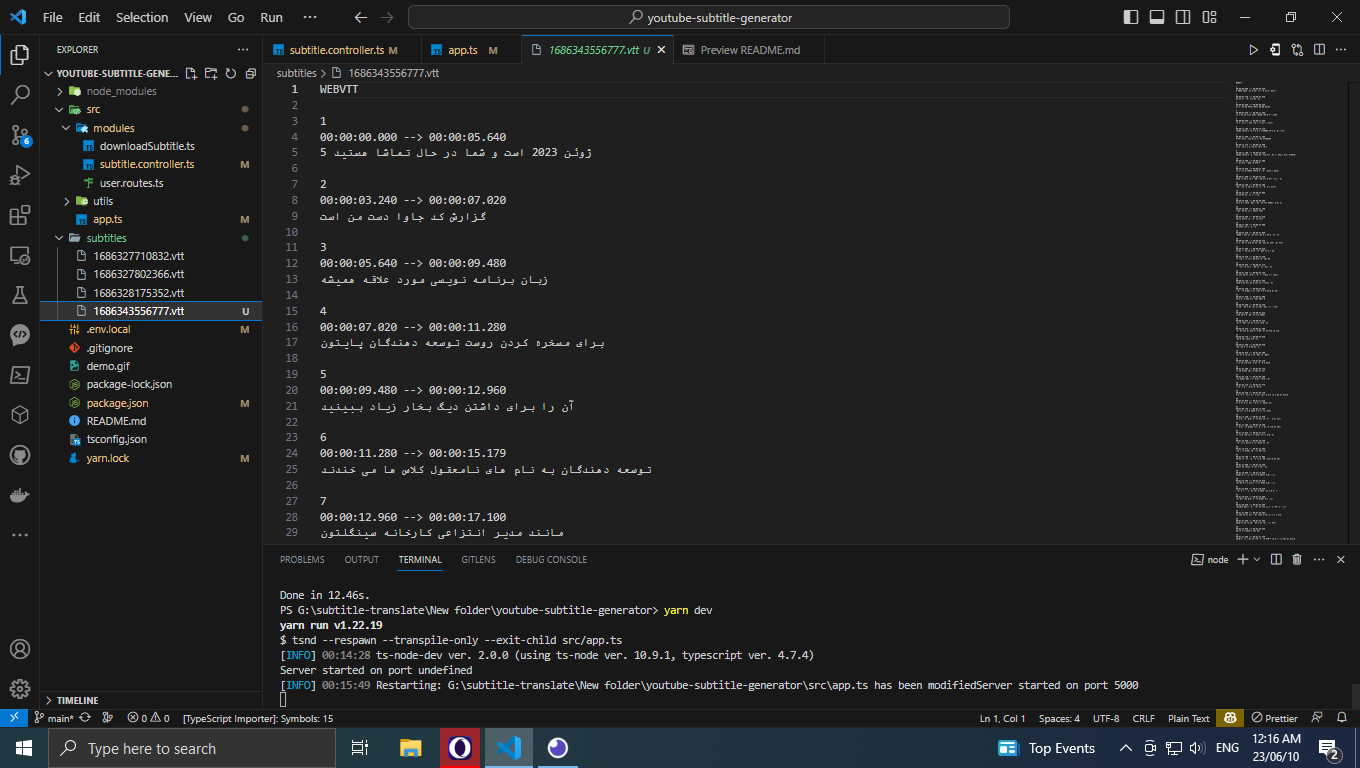 File Edit Selection View Go Run ···
youtube-subtitle-generator
EXPLORER
YOUTUBE-SUBTITLE-GENE...
node_modules
src
modules
downloadSubtitle.ts
subtitle.controller.ts M
user.routes.ts
utils
app.ts M
subtitles
1686327710832.vtt
1686327802366.vtt
1686328175352.vtt
1686343556777.vtt U
.env.local M
.gitignore
demo.gif
package-lock.json
package.json M
README.md
tsconfig.json
yarn.lock M
TIMELINE
subtitle.controller.ts M app.ts M 1686343556777.vtt U Preview README.md
subtitles > 1686343556777.vtt
1 WEBVTT
2
3 1
4 00:00:00.000 --> 00:00:05.640
5 5 ژوئن 2023 است و شما در حال تماشا هستید
6
7 2
8 00:00:03.240 --> 00:00:07.020
9 گزارش کد جاوا دست من است
10
11 3
12 00:00:05.640 --> 00:00:09.480
13 زبان برنامه نویسی مورد علاقه همیشه
14
15 4
16 00:00:07.020 --> 00:00:11.280
17 برای مسخره کردن روست توسعه دهندگان پایتون
18
19 5
20 00:00:09.480 --> 00:00:12.960
21 آن را برای داشتن دیگ بخار زیاد ببینید
22
23 6
24 00:00:11.280 --> 00:00:15.179
25 توسعه دهندگان به نام های نامعقول کلاس ها می خندند
26
27 7
28 00:00:12.960 --> 00:00:17.100
29 مانند مدیر انتزاعی کارخانه سینگلتون
PROBLEMS OUTPUT TERMINAL GITLENS DEBUG CONSOLE
node
Done in 12.46s.
PS G:\subtitle-translate\New folder\youtube-subtitle-generator> yarn dev
yarn run v1.22.19
$ tsnd --respawn --transpile-only --exit-child src/app.ts
[INFO] 00:14:28 ts-node-dev ver. 2.0.0 (using ts-node ver. 10.9.1, typescript ver. 4.7.4)
Server started on port undefined
[INFO] 00:15:49 Restarting: G:\subtitle-translate\New folder\youtube-subtitle-generator\src\app.ts has been modifiedServer started on port 5000
main* 0 0 [TypeScript Importer]: Symbols: 15
Ln 1, Col 1 Spaces: 4 UTF-8 CRLF Plain Text Prettier
Type here to search
Top Events
ENG
12:16 AM
23/06/10
2
6